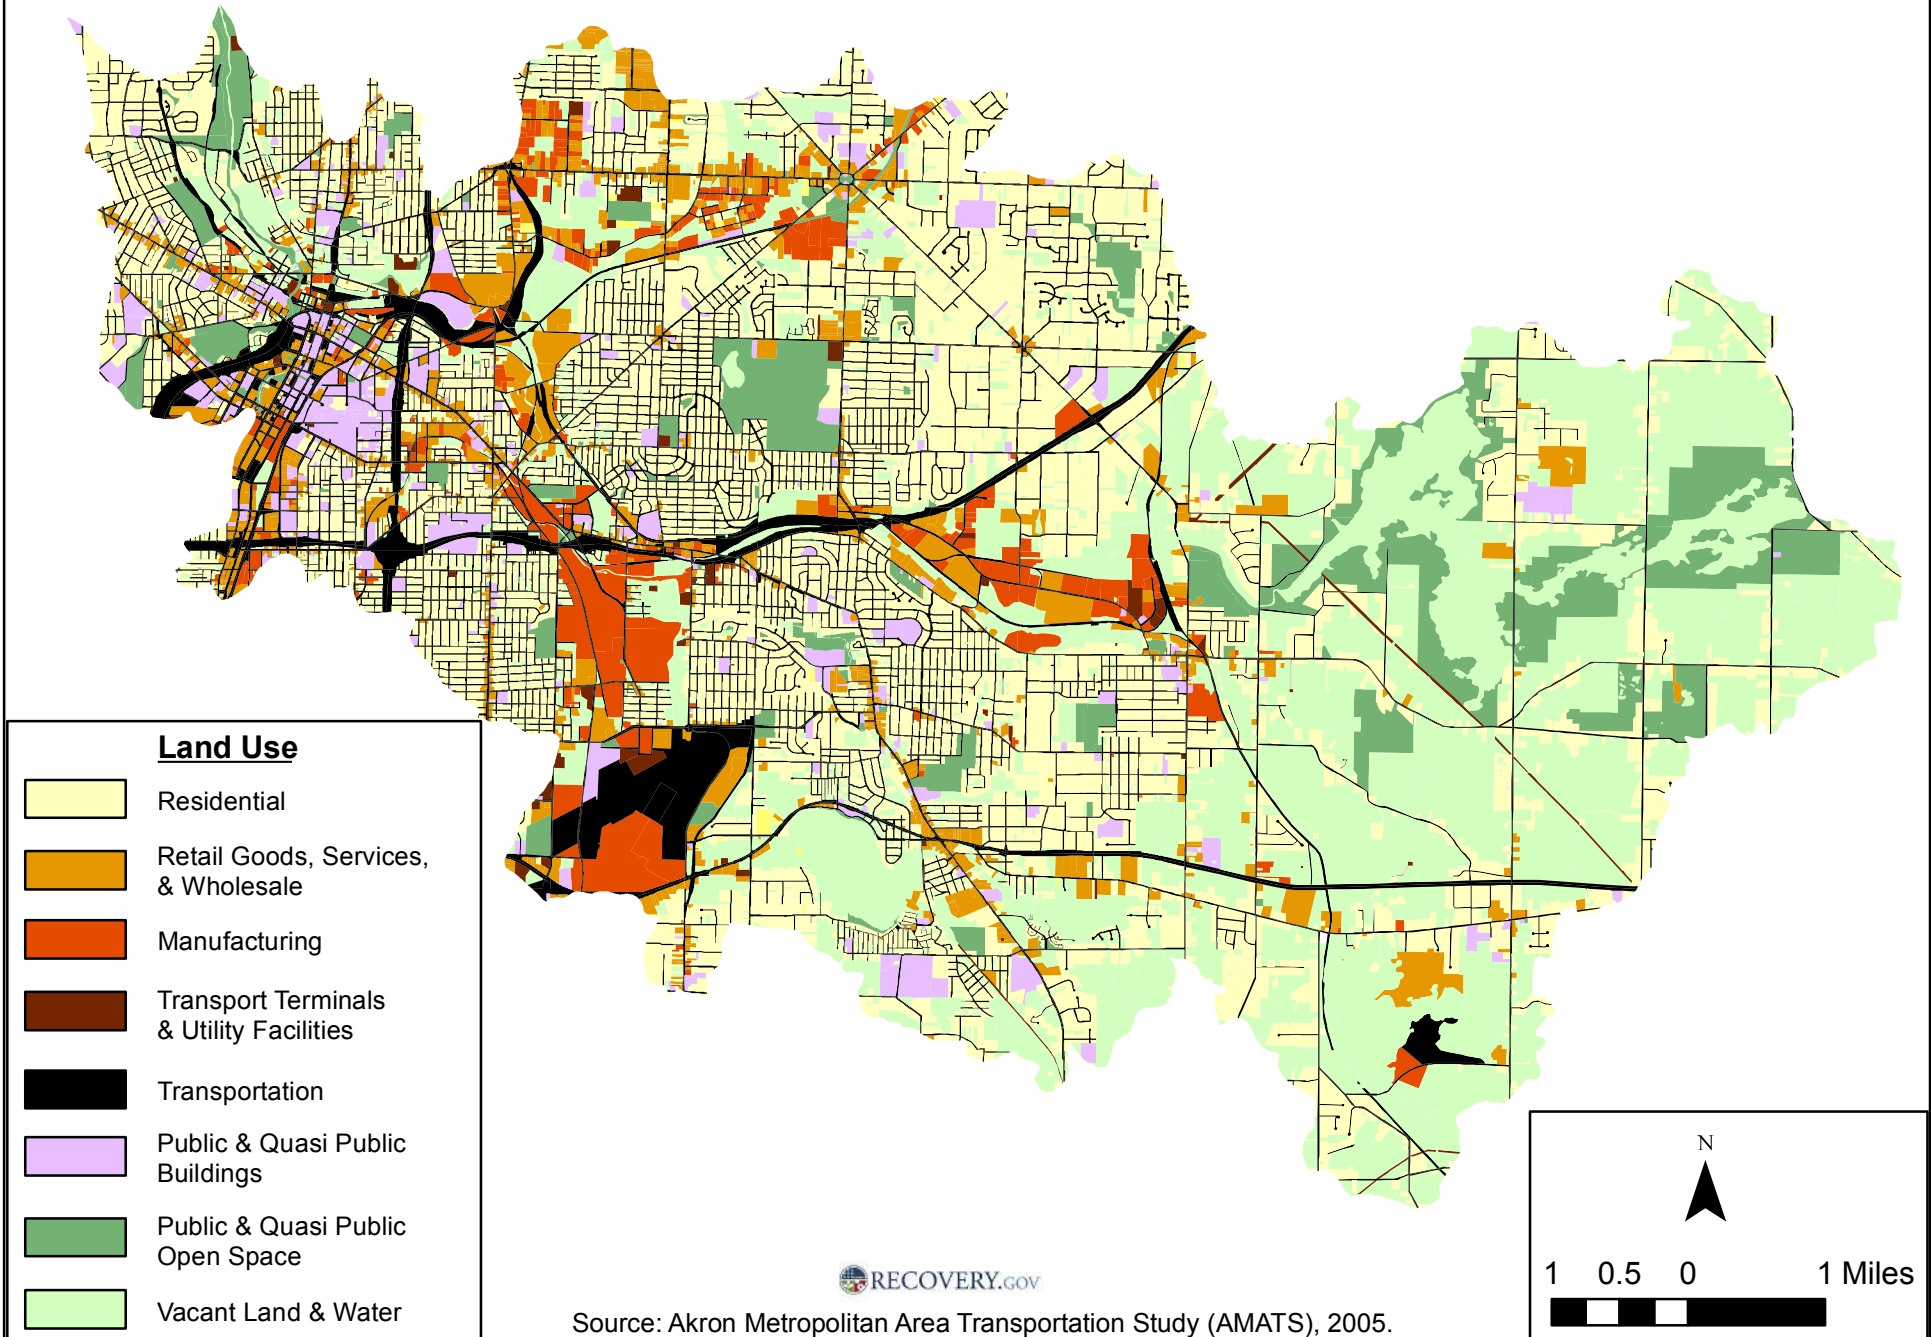 Land Use
Residential
Retail Goods, Services,
& Wholesale
Manufacturing
Transport Terminals
& Utility Facilities
Transportation
Public & Quasi Public
Buildings
Public & Quasi Public
Open Space
Vacant Land & Water
RECOVERY.GOV
Source: Akron Metropolitan Area Transportation Study (AMATS), 2005.
N
1 0.5 0 1 Miles